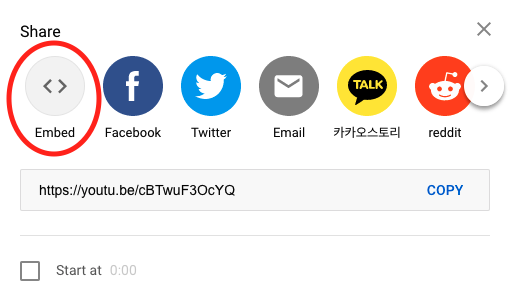 Share
TALK
Embed Facebook Twitter Email 카카오스토리 reddit
https://youtu.be/cBTwuF3OcYQ COPY
Start at 0:00